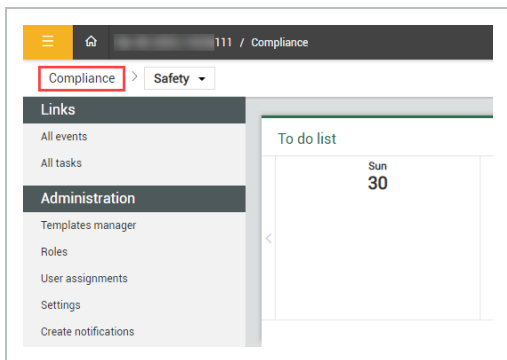 111 / Compliance
Compliance > Safety
Links
All events
All tasks
Administration
Templates manager
Roles
User assignments
Settings
Create notifications
To do list
Sun
30